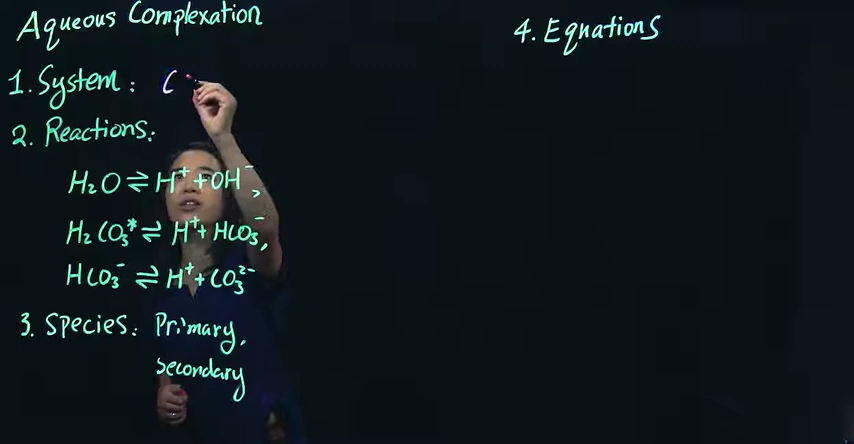 Aqueous Complexation
1. System: C
2. Reactions:
H₂O ⇌ H⁺ + OH⁻,
H₂CO₃* ⇌ H⁺ + HCO₃⁻,
HCO₃⁻ ⇌ H⁺ + CO₃²⁻
3. Species: Primary,
secondary
4. Equations